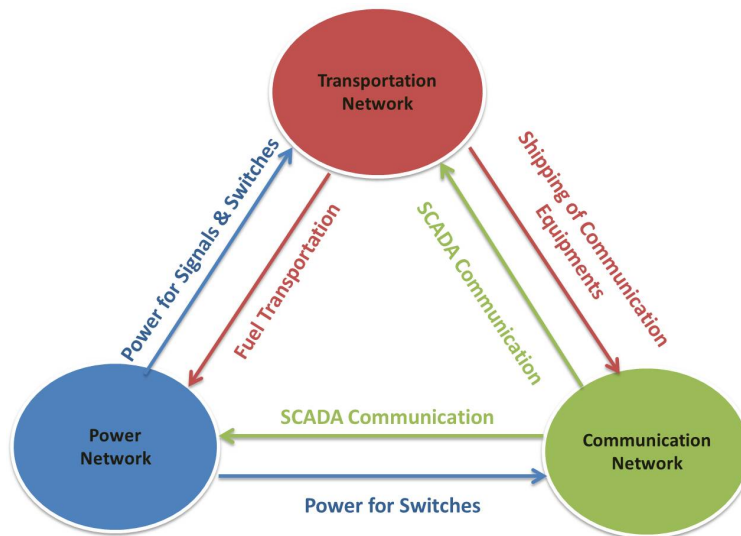 Transportation
Network
Power for Signals & Switches
Fuel Transportation
SCADA Communication
Shipping of Communication
Equipments
Power
Network
SCADA Communication
Communication
Network
Power for Switches